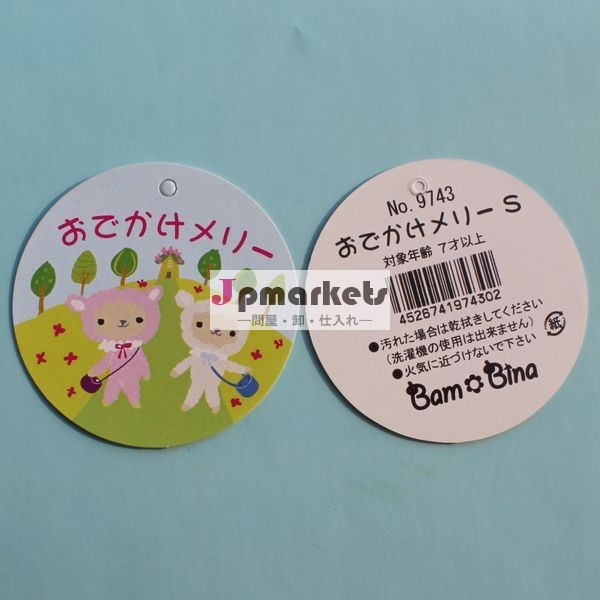 おでかけメリー
Jpmarkets
―問屋・卸・仕入れ―
No. 9743
おでかけメリー S
対象年齢 7才以上
4526741974302
●汚れた場合は乾拭きしてください
(洗濯機の使用は出来ません)
●火気に近づけないで下さい
紙
Bam Bina